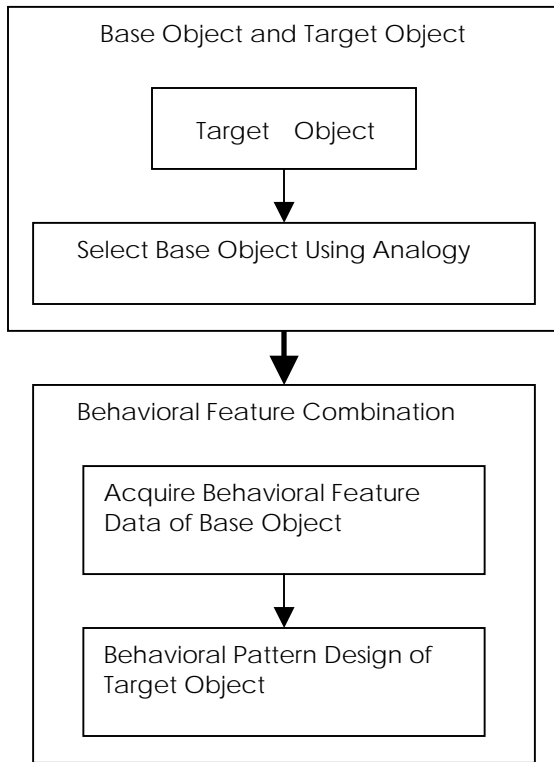 Base Object and Target Object
Target Object
Select Base Object Using Analogy
Behavioral Feature Combination
Acquire Behavioral Feature
Data of Base Object
Behavioral Pattern Design of
Target Object